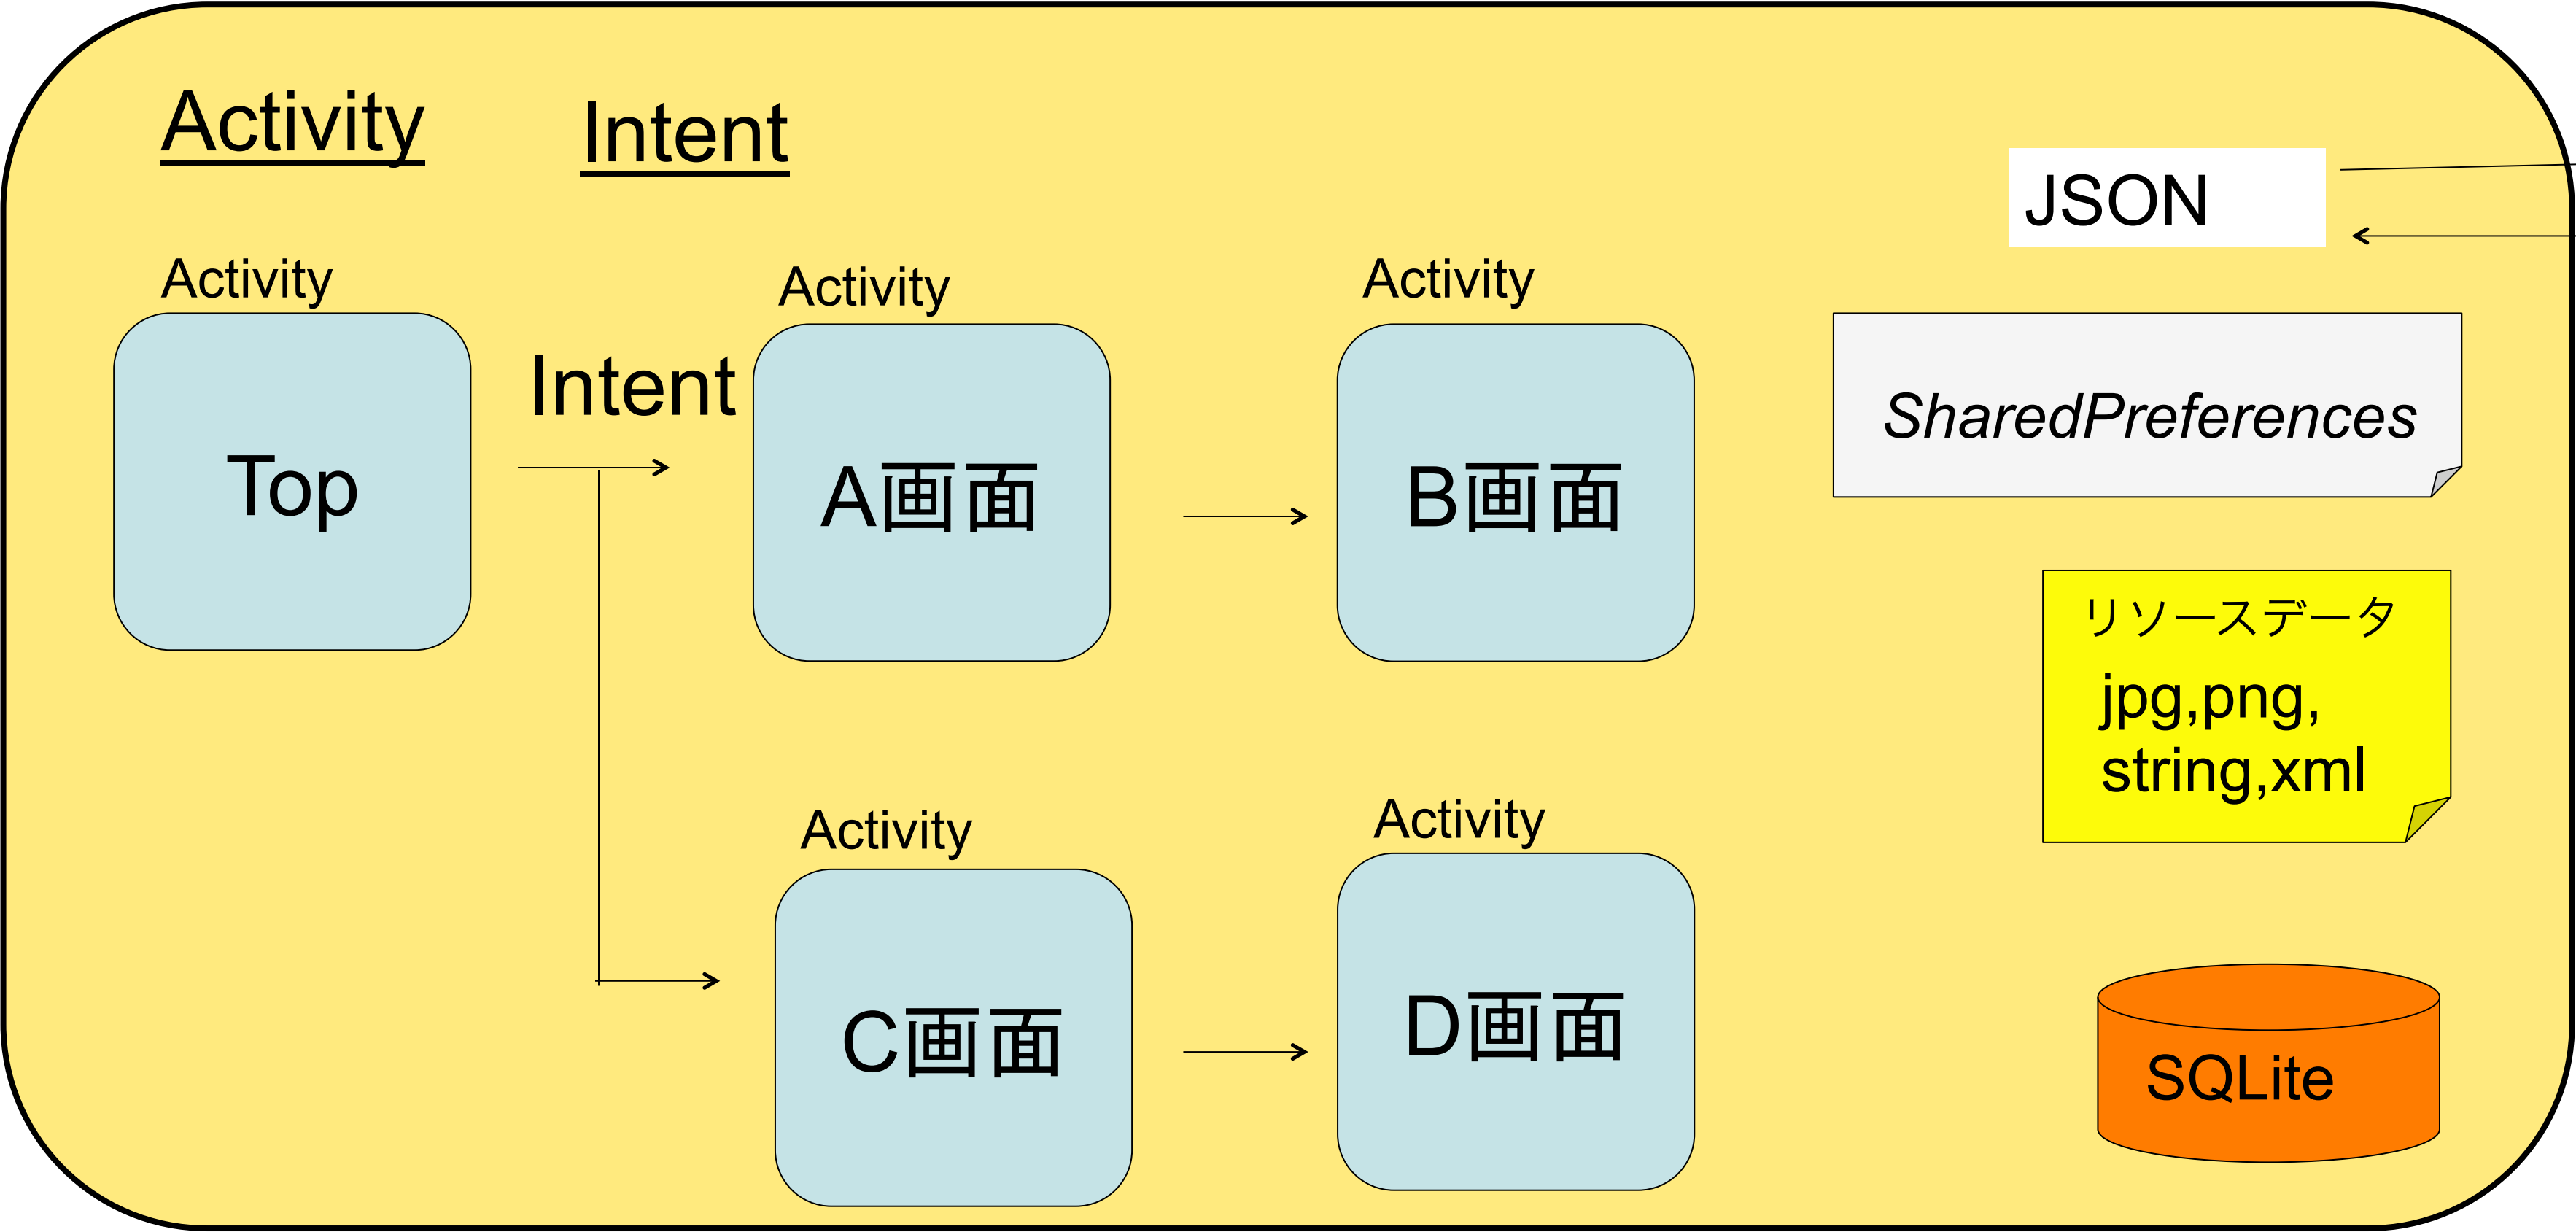 Activity
Intent
JSON
Activity
Activity
Activity
Top
Intent
A画面
B画面
SharedPreferences
リソースデータ
jpg,png,
string,xml
Activity
Activity
C画面
D画面
SQLite